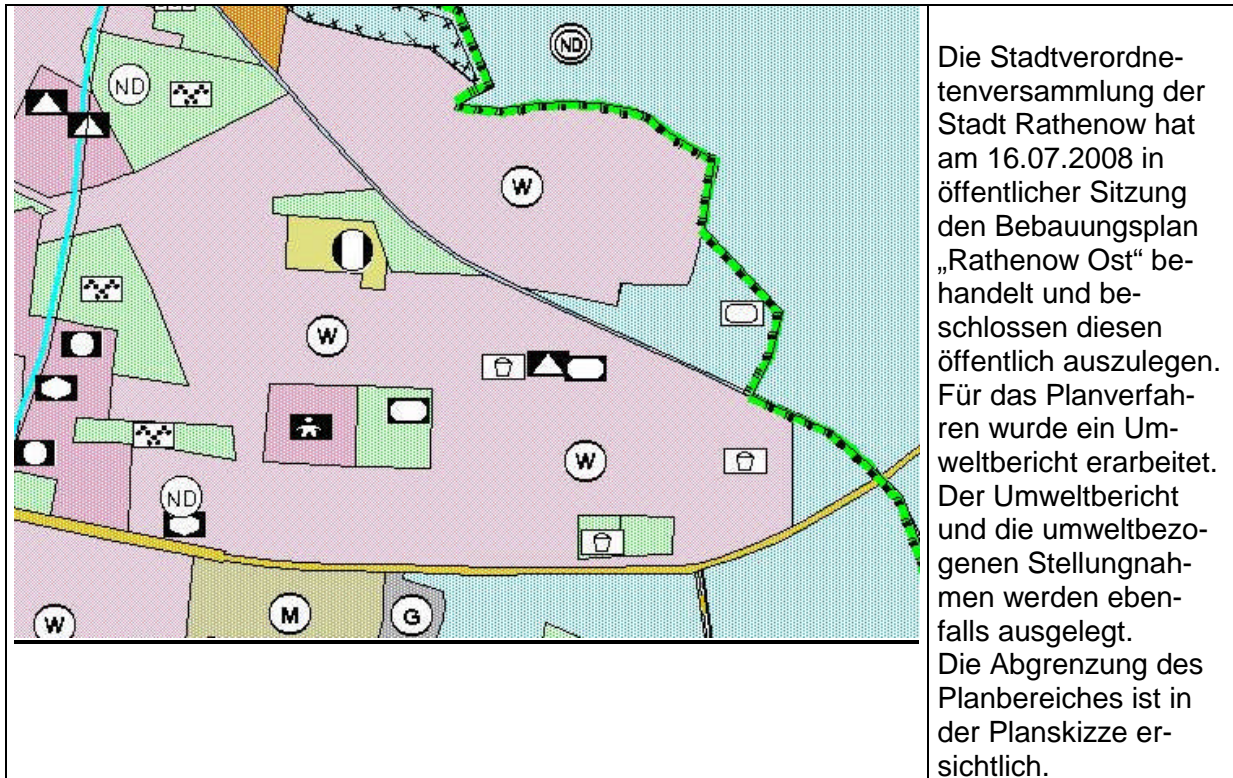 ND
ND
W
W
W
ND
W
M
G
Die Stadtverordne-
tenversammlung der
Stadt Rathenow hat
am 16.07.2008 in
öffentlicher Sitzung
den Bebauungsplan
„Rathenow Ost“ be-
handelt und be-
schlossen diesen
öffentlich auszulegen.
Für das Planverfah-
ren wurde ein Um-
weltbericht erarbeitet.
Der Umweltbericht
und die umweltbezo-
genen Stellungnah-
men werden eben-
falls ausgelegt.
Die Abgrenzung des
Planbereiches ist in
der Planskizze er-
sichtlich.